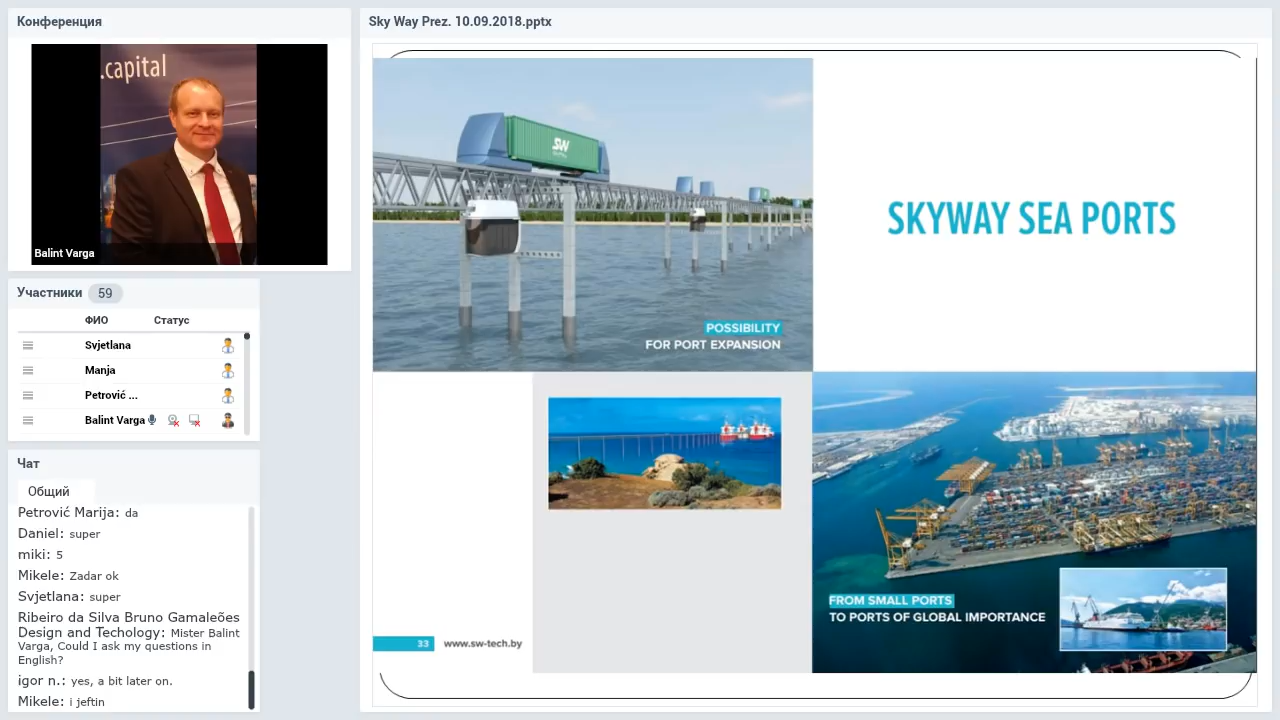 Конференция
.capital
Balint Varga
Участники 59
ФИО Статус
Svjetlana
Manja
Petrović ...
Balint Varga
Чат
Общий
Petrović Marija: da
Daniel: super
miki: 5
Mikele: Zadar ok
Svjetlana: super
Ribeiro da Silva Bruno Gamaleões
Design and Techology: Mister Balint
Varga, Could I ask my questions in
English?
igor n.: yes, a bit later on.
Mikele: i jeftin
Sky Way Prez. 10.09.2018.pptx
SW
POSSIBILITY
FOR PORT EXPANSION
SKYWAY SEA PORTS
33 www.sw-tech.by
FROM SMALL PORTS
TO PORTS OF GLOBAL IMPORTANCE